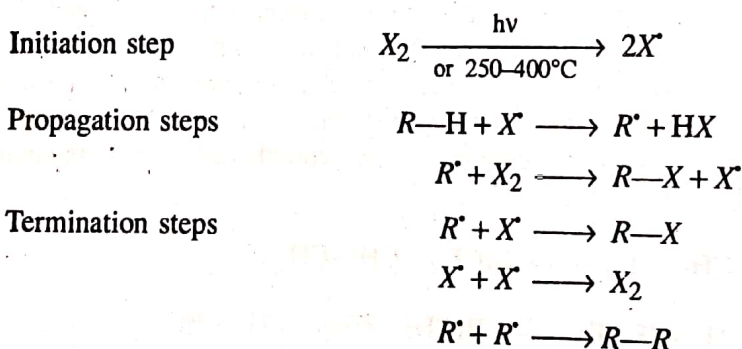 Initiation step X₂ —hν / or 250–400°C→ 2X•
Propagation steps R—H + X• ⟶ R• + HX
R• + X₂ ⟶ R—X + X•
Termination steps R• + X• ⟶ R—X
X• + X• ⟶ X₂
R• + R• ⟶ R—R